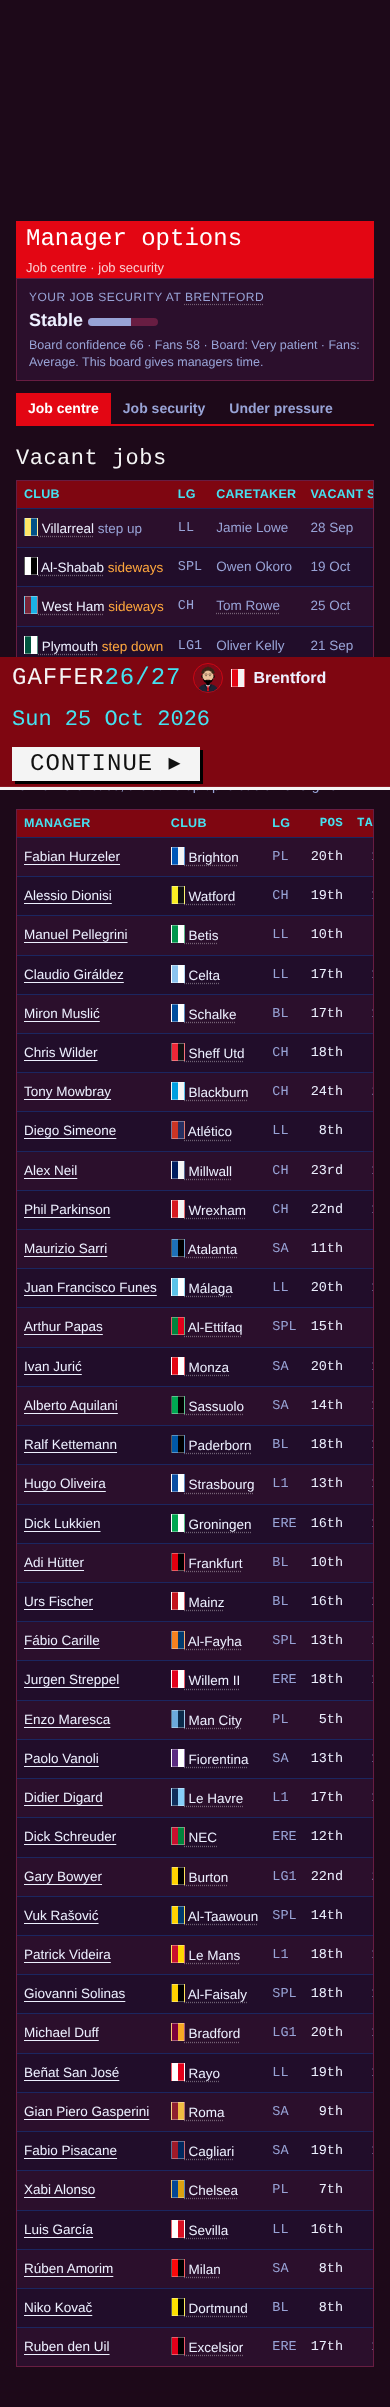 Manager options
Job centre · job security
YOUR JOB SECURITY AT BRENTFORD
Stable
Board confidence 66 · Fans 58 · Board: Very patient · Fans:
Average. This board gives managers time.
Job centre Job security Under pressure
Vacant jobs
CLUB LG CARETAKER VACANT S
Villarreal step up LL Jamie Lowe 28 Sep
Al-Shabab sideways SPL Owen Okoro 19 Oct
West Ham sideways CH Tom Rowe 25 Oct
Plymouth step down LG1 Oliver Kelly 21 Sep
GAFFER26/27 Brentford
Sun 25 Oct 2026
CONTINUE ►
MANAGER CLUB LG POS TA
Fabian Hurzeler Brighton PL 20th
Alessio Dionisi Watford CH 19th
Manuel Pellegrini Betis LL 10th
Claudio Giráldez Celta LL 17th
Miron Muslić Schalke BL 17th
Chris Wilder Sheff Utd CH 18th
Tony Mowbray Blackburn CH 24th
Diego Simeone Atlético LL 8th
Alex Neil Millwall CH 23rd
Phil Parkinson Wrexham CH 22nd
Maurizio Sarri Atalanta SA 11th
Juan Francisco Funes Málaga LL 20th
Arthur Papas Al-Ettifaq SPL 15th
Ivan Jurić Monza SA 20th
Alberto Aquilani Sassuolo SA 14th
Ralf Kettemann Paderborn BL 18th
Hugo Oliveira Strasbourg L1 13th
Dick Lukkien Groningen ERE 16th
Adi Hütter Frankfurt BL 10th
Urs Fischer Mainz BL 16th
Fábio Carille Al-Fayha SPL 13th
Jurgen Streppel Willem II ERE 18th
Enzo Maresca Man City PL 5th
Paolo Vanoli Fiorentina SA 13th
Didier Digard Le Havre L1 17th
Dick Schreuder NEC ERE 12th
Gary Bowyer Burton LG1 22nd
Vuk Rašović Al-Taawoun SPL 14th
Patrick Videira Le Mans L1 18th
Giovanni Solinas Al-Faisaly SPL 18th
Michael Duff Bradford LG1 20th
Beñat San José Rayo LL 19th
Gian Piero Gasperini Roma SA 9th
Fabio Pisacane Cagliari SA 19th
Xabi Alonso Chelsea PL 7th
Luis García Sevilla LL 16th
Rúben Amorim Milan SA 8th
Niko Kovač Dortmund BL 8th
Ruben den Uil Excelsior ERE 17th